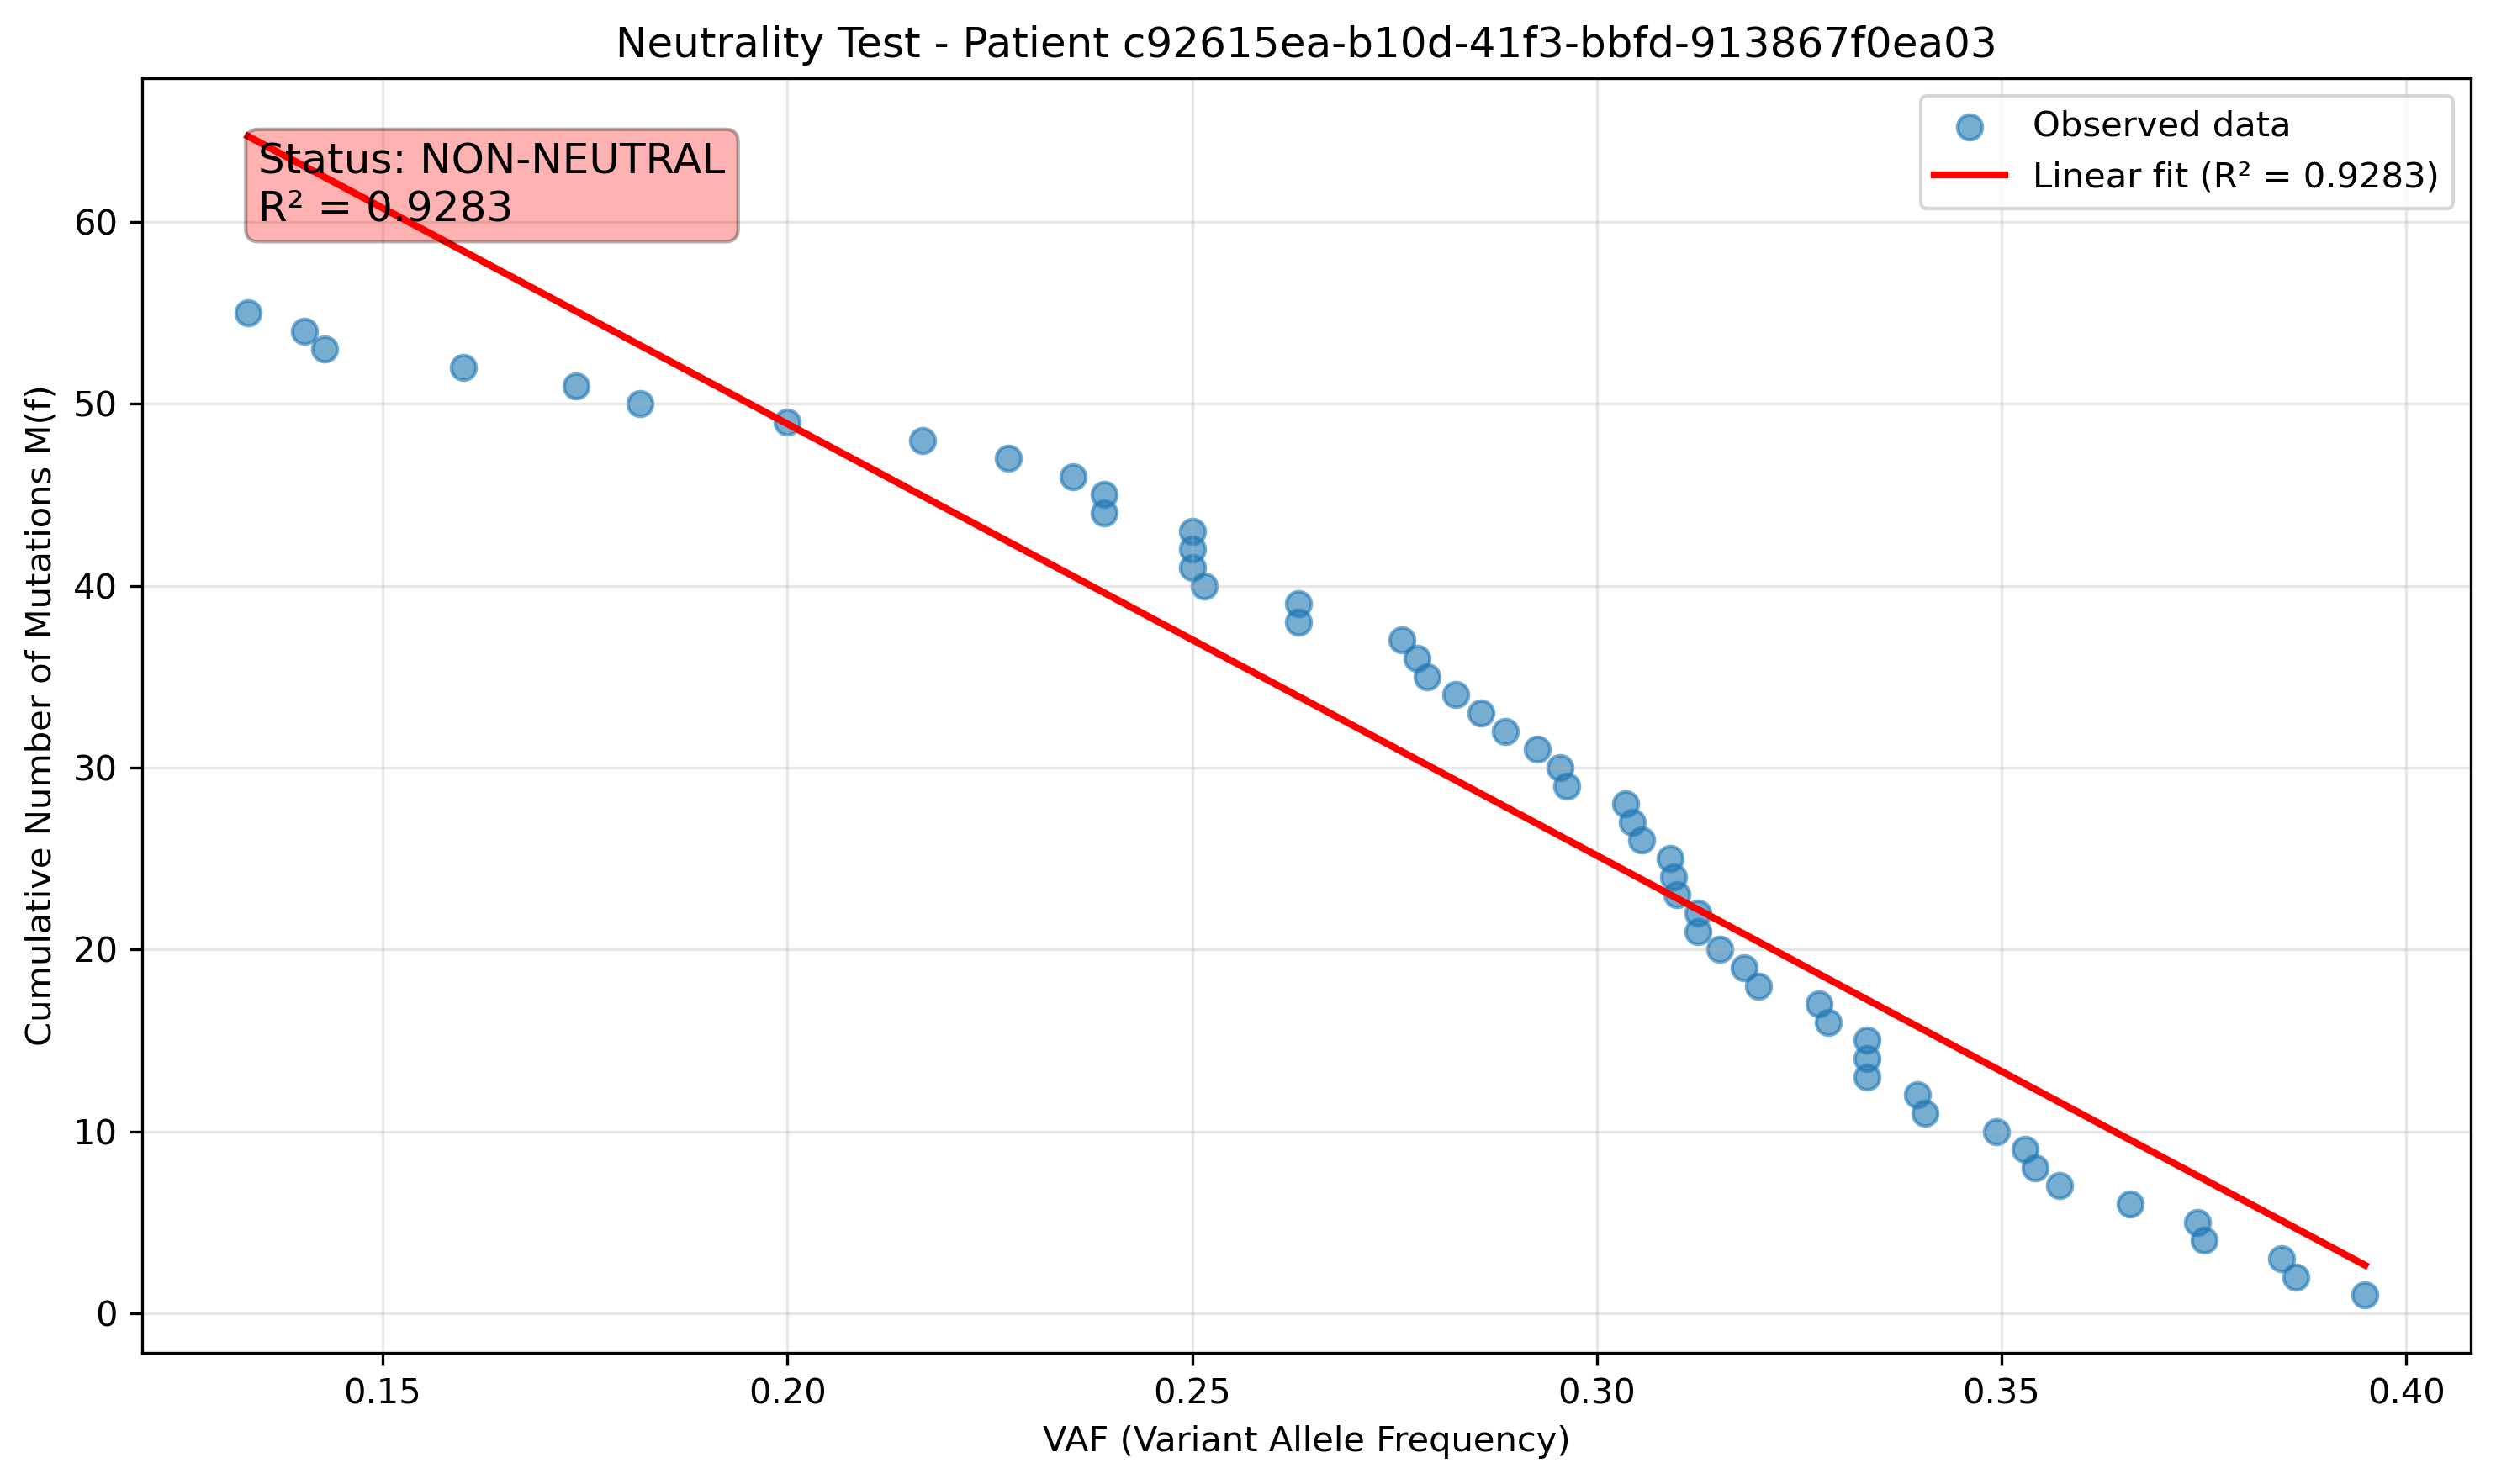 Neutrality Test - Patient c92615ea-b10d-41f3-bbfd-913867f0ea03
Status: NON-NEUTRAL
R² = 0.9283
Observed data
Linear fit (R² = 0.9283)
Cumulative Number of Mutations M(f)
60
50
40
30
20
10
0
0.15
0.20
0.25
0.30
0.35
0.40
VAF (Variant Allele Frequency)